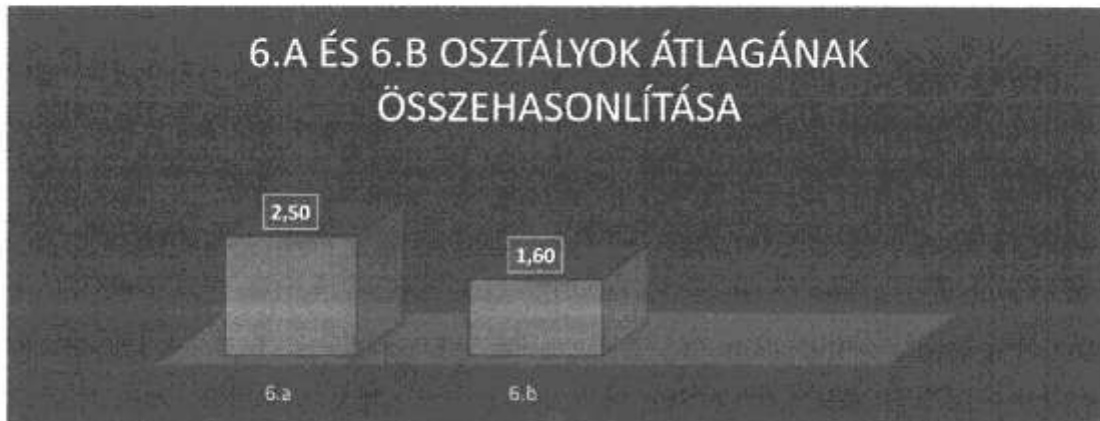 6.A ÉS 6.B OSZTÁLYOK ÁTLAGÁNAK
ÖSSZEHASONLÍTÁSA
2,50
1,60
6.a
6.b